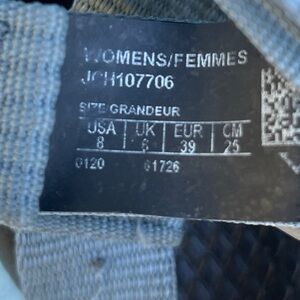 WOMENS/FEMMES
JCH107706
SIZE GRANDEUR
USA UK EUR CM
8 6 39 25
0120 61726